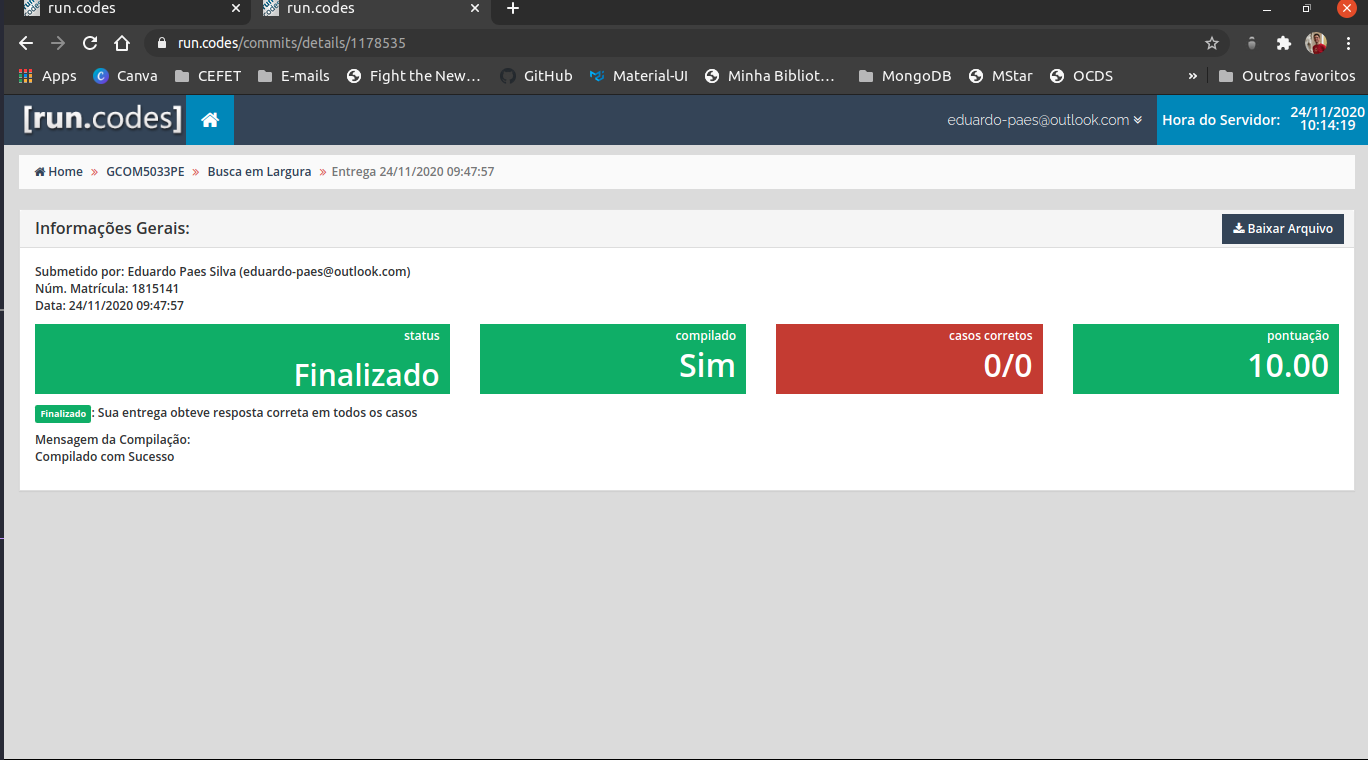 run.codes
run.codes
run.codes/commits/details/1178535
Apps Canva CEFET E-mails Fight the New… GitHub Material-UI Minha Bibliot… MongoDB MStar OCDS » Outros favoritos
[run.codes] eduardo-paes@outlook.com Hora do Servidor: 24/11/2020
10:14:19
Home » GCOM5033PE » Busca em Largura » Entrega 24/11/2020 09:47:57
Informações Gerais: Baixar Arquivo
Submetido por: Eduardo Paes Silva (eduardo-paes@outlook.com)
Núm. Matrícula: 1815141
Data: 24/11/2020 09:47:57
status
Finalizado
compilado
Sim
casos corretos
0/0
pontuação
10.00
Finalizado: Sua entrega obteve resposta correta em todos os casos
Mensagem da Compilação:
Compilado com Sucesso